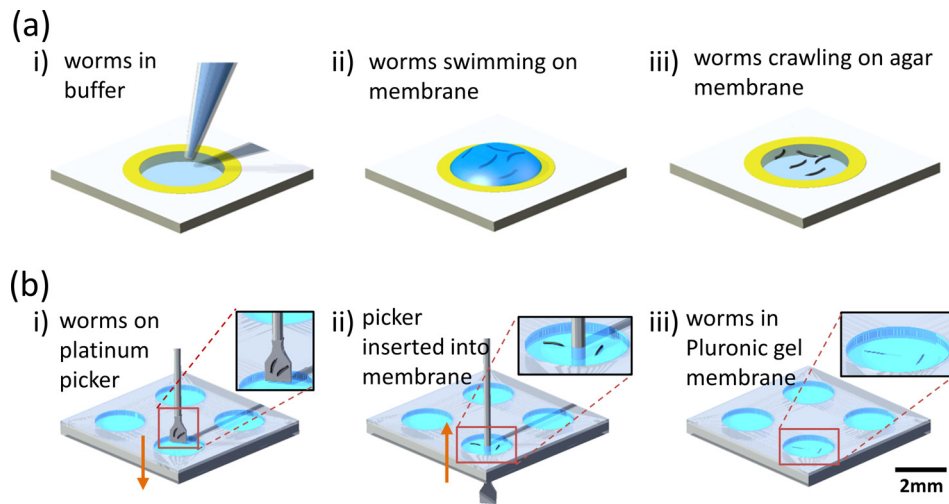 (a)
i) worms in
buffer
ii) worms swimming on
membrane
iii) worms crawling on agar
membrane
(b)
i) worms on
platinum
picker
ii) picker
inserted into
membrane
iii) worms in
Pluronic gel
membrane
2mm